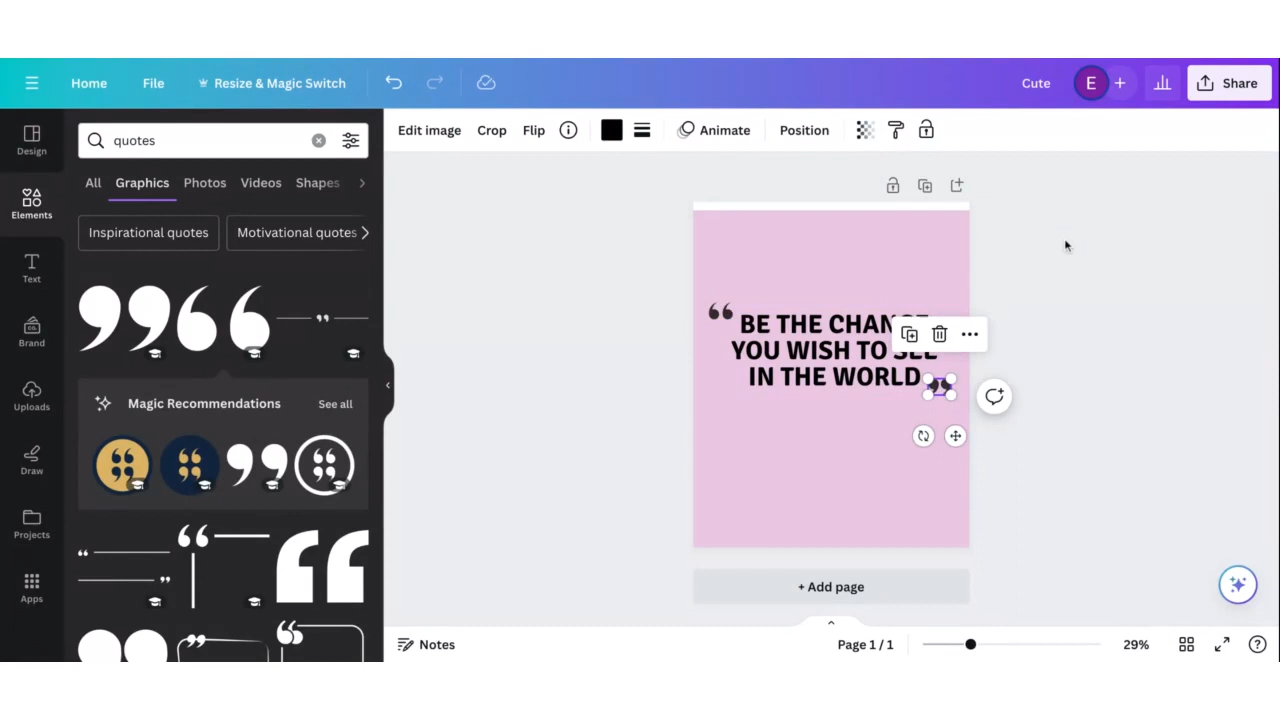 Home File Resize & Magic Switch Cute E + Share
quotes
Edit image Crop Flip Animate Position
Design
All Graphics Photos Videos Shapes
Elements
Inspirational quotes Motivational quotes
Text
“ BE THE CHANGE
YOU WISH TO SEE
IN THE WORLD ”
Brand
Uploads
Magic Recommendations See all
Draw
Projects
Apps
+ Add page
Notes Page 1 / 1 29%